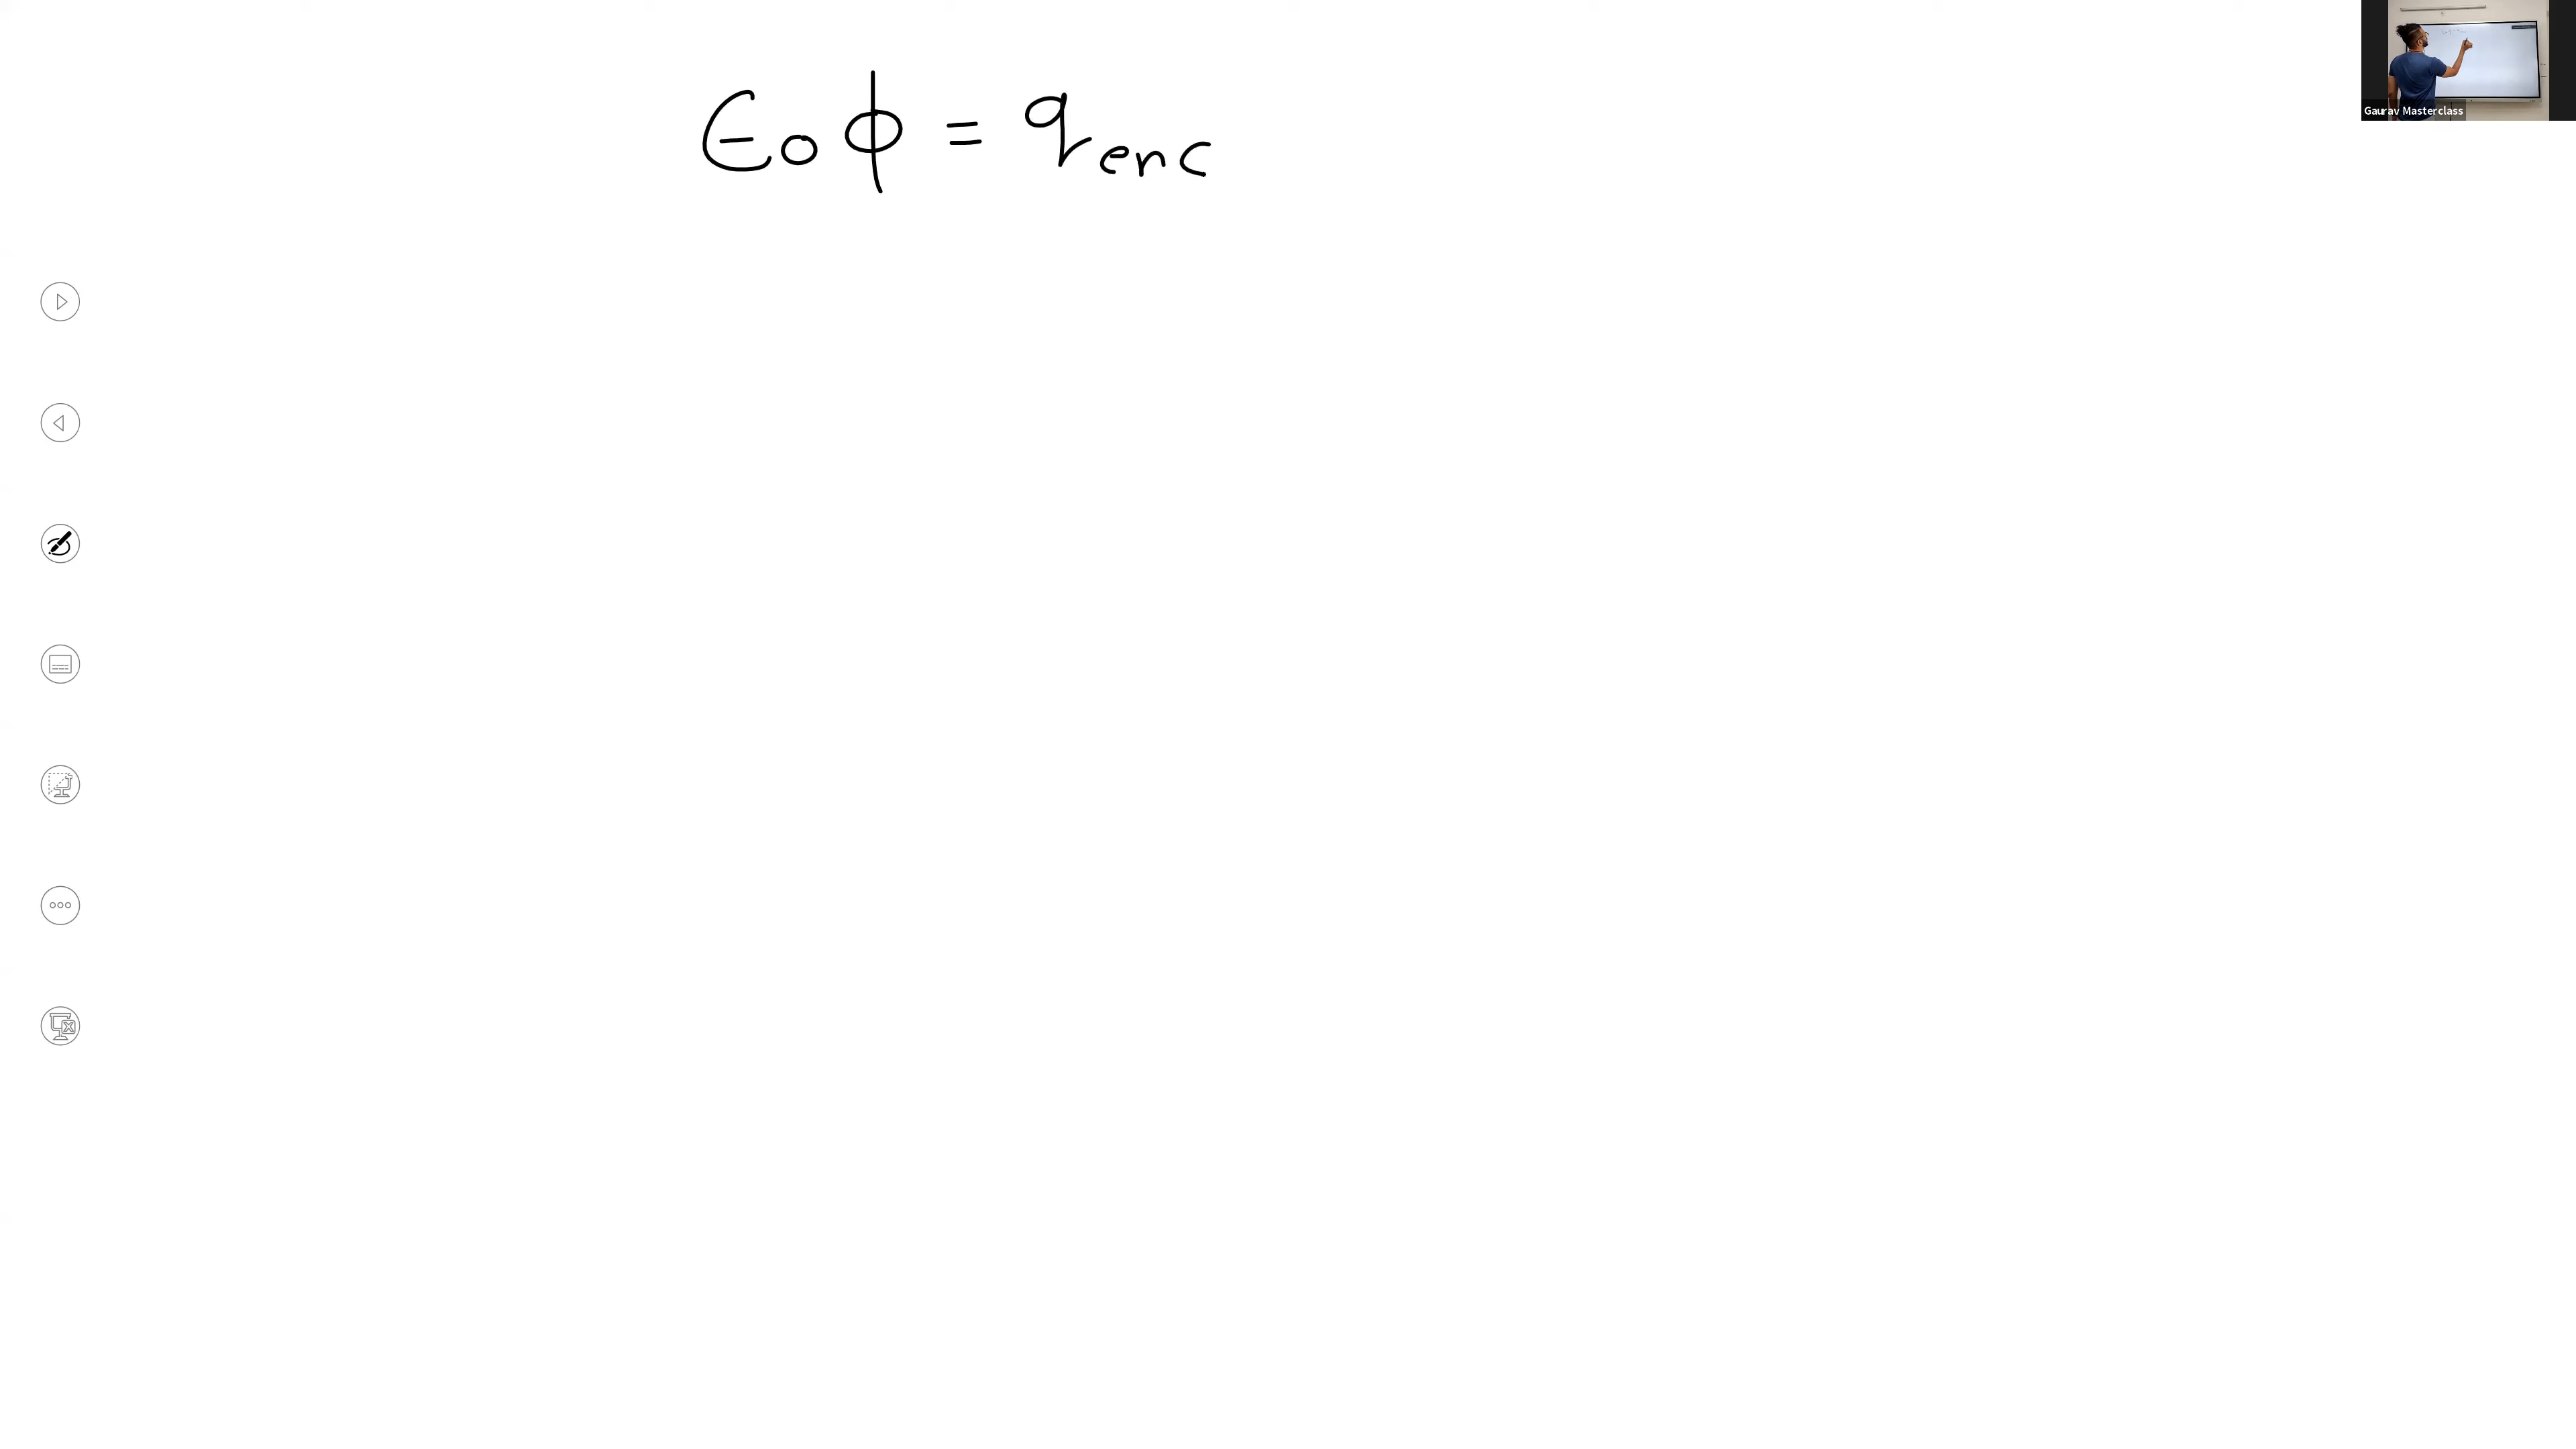 ϵ₀ϕ = q_enc
Gaurav Masterclass